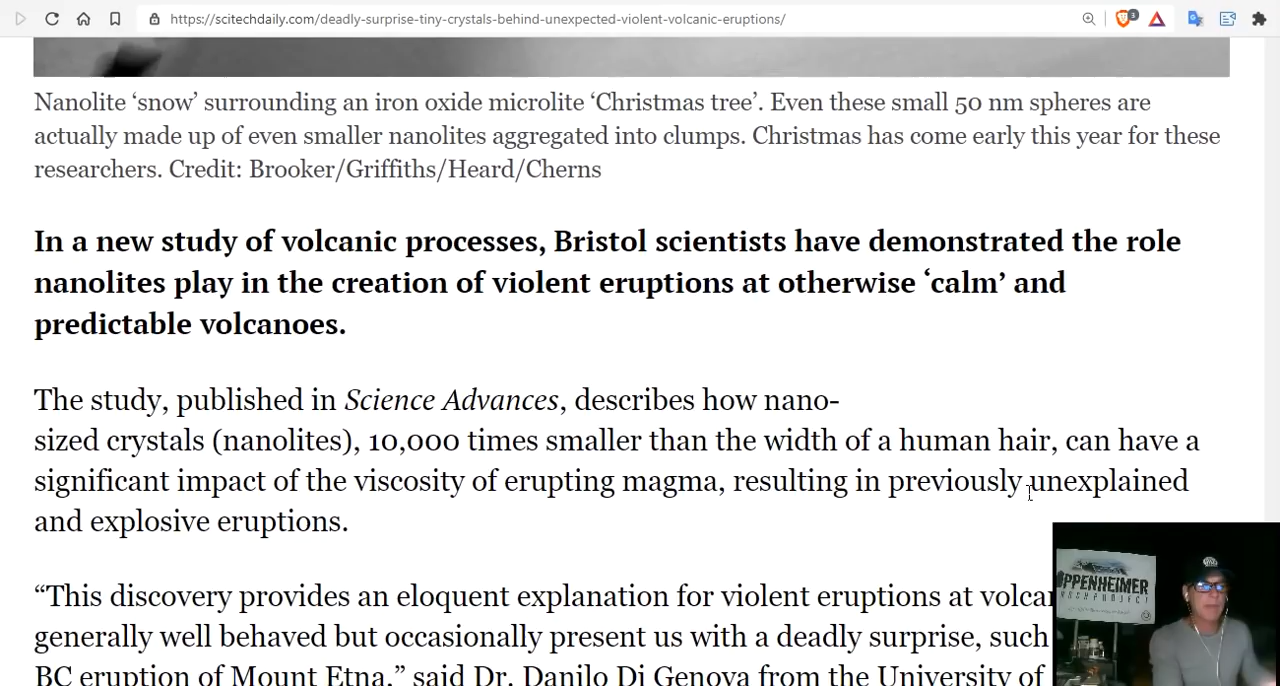 https://scitechdaily.com/deadly-surprise-tiny-crystals-behind-unexpected-violent-volcanic-eruptions/
3
Nanolite ‘snow’ surrounding an iron oxide microlite ‘Christmas tree’. Even these small 50 nm spheres are
actually made up of even smaller nanolites aggregated into clumps. Christmas has come early this year for these
researchers. Credit: Brooker/Griffiths/Heard/Cherns
In a new study of volcanic processes, Bristol scientists have demonstrated the role
nanolites play in the creation of violent eruptions at otherwise ‘calm’ and
predictable volcanoes.
The study, published in Science Advances, describes how nano-
sized crystals (nanolites), 10,000 times smaller than the width of a human hair, can have a
significant impact of the viscosity of erupting magma, resulting in previously unexplained
and explosive eruptions.
“This discovery provides an eloquent explanation for violent eruptions at
generally well behaved but occasionally present us with a deadly surprise, such
BC eruption of Mount Etna,” said Dr. Danilo Di Genova from the University of
PPENHEIMER